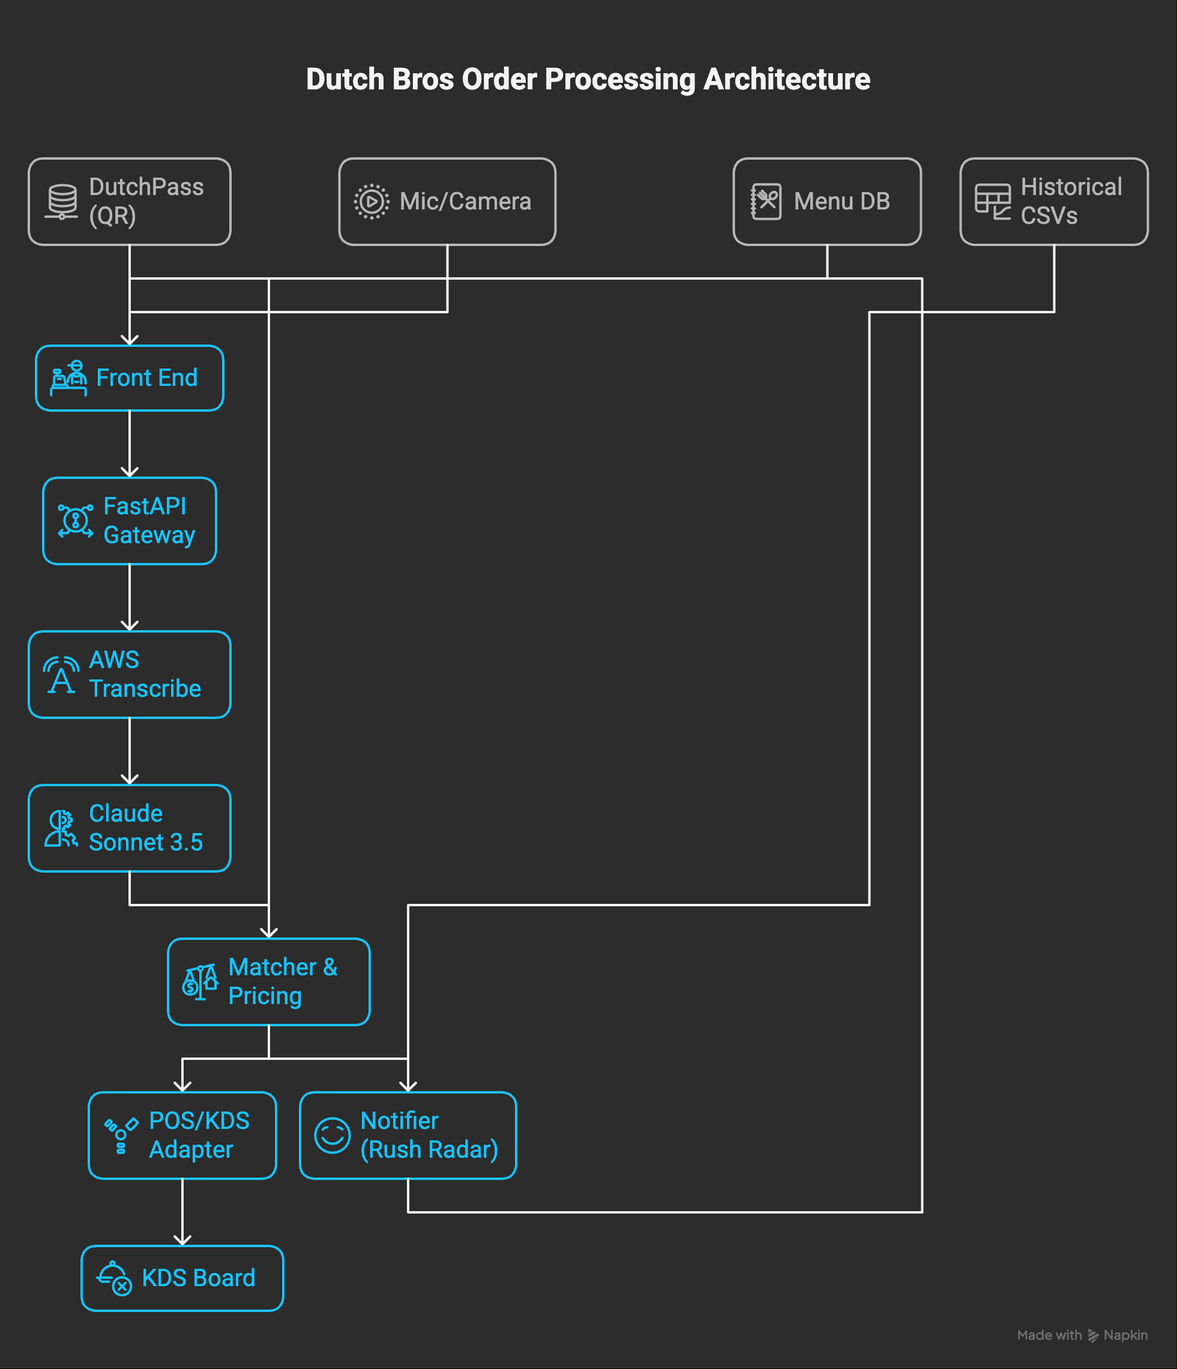 Dutch Bros Order Processing Architecture
DutchPass
(QR)
Mic/Camera
Menu DB
Historical
CSVs
Front End
FastAPI
Gateway
AWS
Transcribe
Claude
Sonnet 3.5
Matcher &
Pricing
POS/KDS
Adapter
Notifier
(Rush Radar)
KDS Board
Made with Napkin